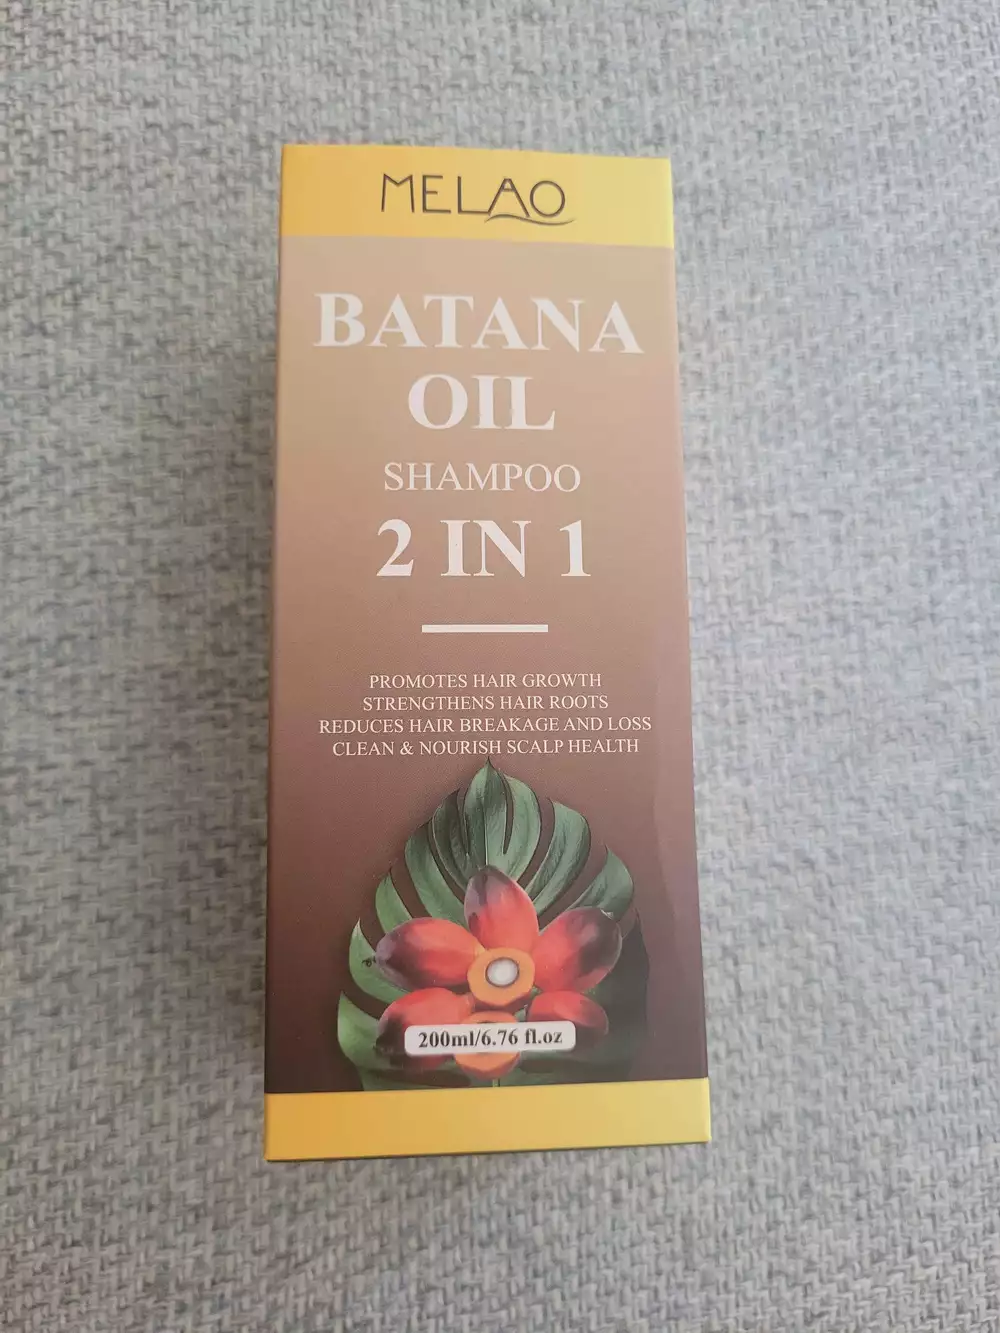 MELAO
BATANA
OIL
SHAMPOO
2 IN 1
PROMOTES HAIR GROWTH
STRENGTHENS HAIR ROOTS
REDUCES HAIR BREAKAGE AND LOSS
CLEAN & NOURISH SCALP HEALTH
200ml/6.76 fl.oz